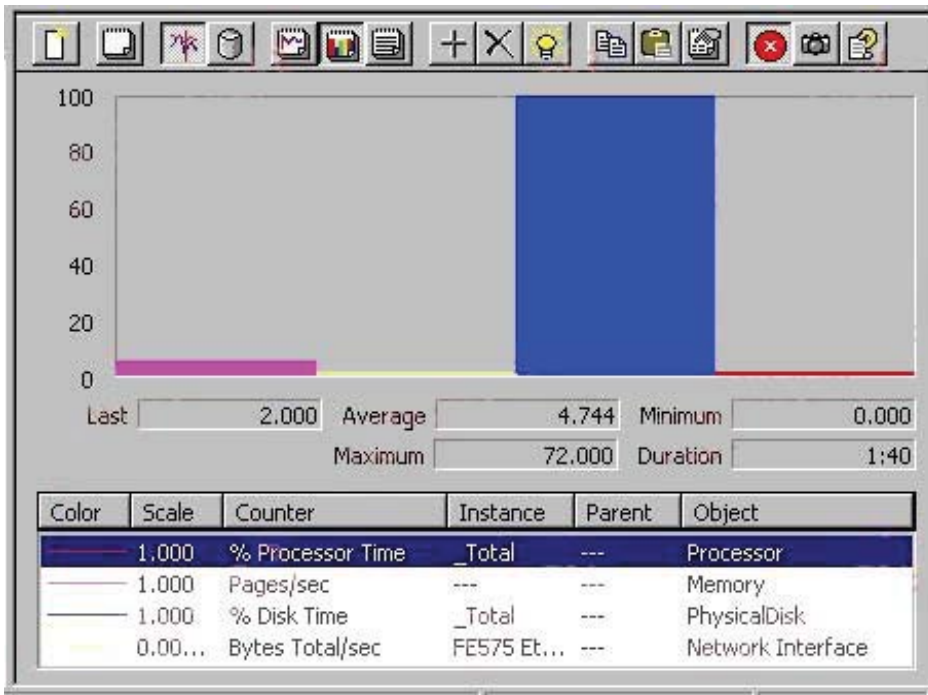 100
80
60
40
20
0
Last 2.000 Average 4.744 Minimum 0.000
Maximum 72.000 Duration 1:40
Color Scale Counter Instance Parent Object
1.000 % Processor Time _Total --- Processor
1.000 Pages/sec --- --- Memory
1.000 % Disk Time _Total --- PhysicalDisk
0.00... Bytes Total/sec FE575 Et... --- Network Interface